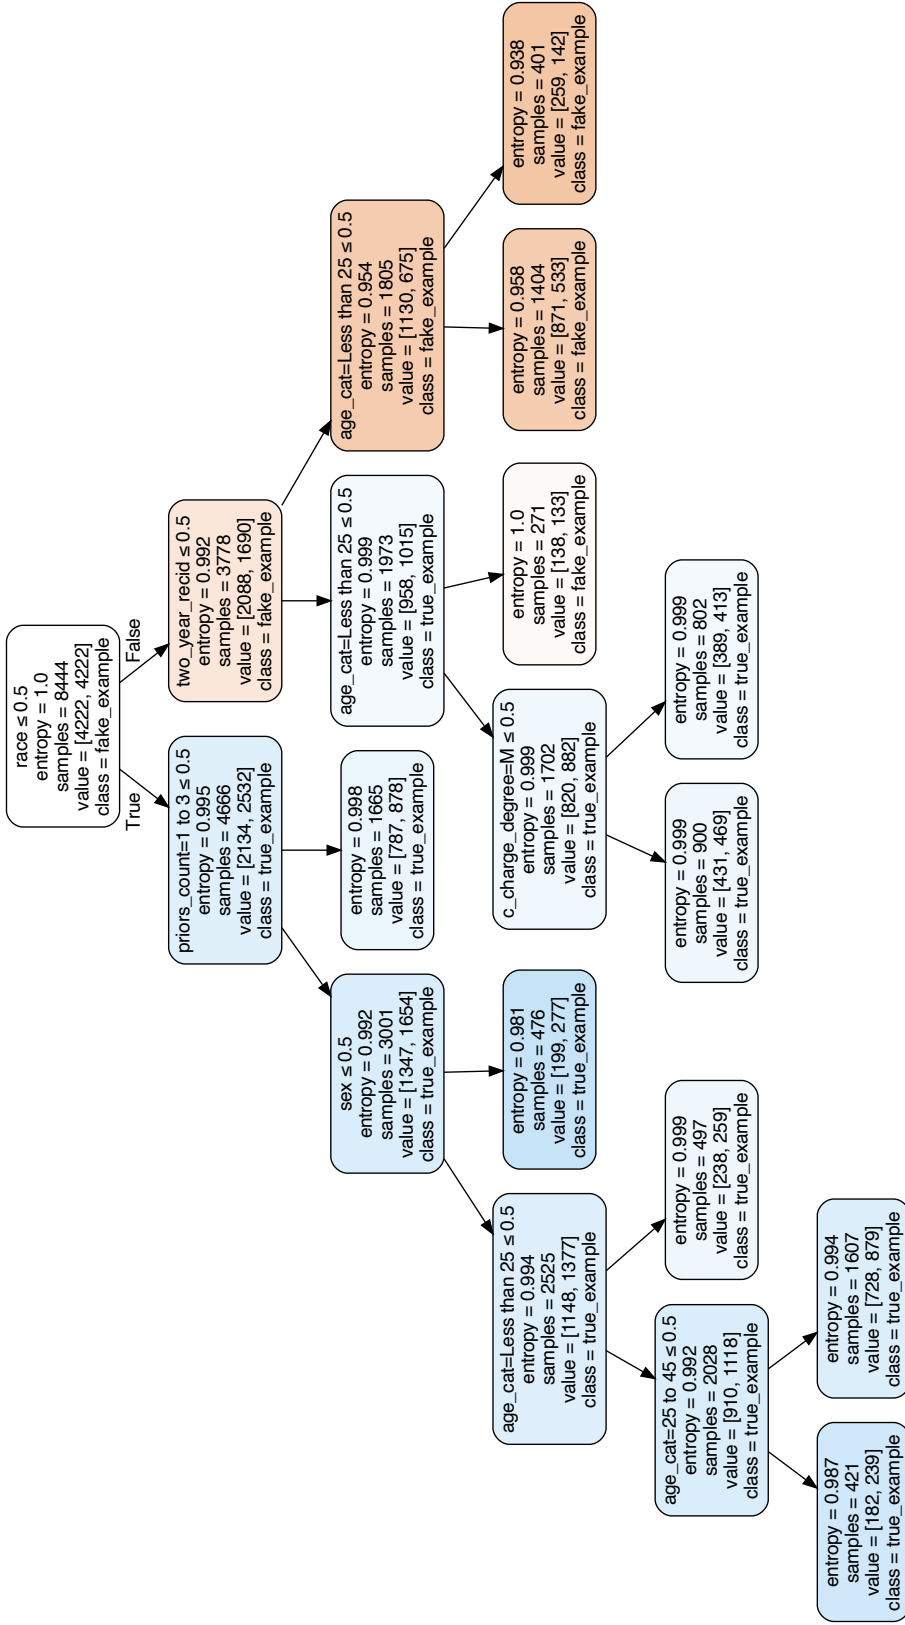 race ≤ 0.5
entropy = 1.0
samples = 8444
value = [4222, 4222]
class = fake_example
True
False
priors_count=1 to 3 ≤ 0.5
entropy = 0.995
samples = 4666
value = [2134, 2532]
class = true_example
two_year_recid ≤ 0.5
entropy = 0.992
samples = 3778
value = [2088, 1690]
class = fake_example
sex ≤ 0.5
entropy = 0.992
samples = 3001
value = [1347, 1654]
class = true_example
entropy = 0.998
samples = 1665
value = [787, 878]
class = true_example
age_cat=Less than 25 ≤ 0.5
entropy = 0.999
samples = 1973
value = [958, 1015]
class = true_example
age_cat=Less than 25 ≤ 0.5
entropy = 0.954
samples = 1805
value = [1130, 675]
class = fake_example
age_cat=Less than 25 ≤ 0.5
entropy = 0.994
samples = 2525
value = [1148, 1377]
class = true_example
entropy = 0.981
samples = 476
value = [199, 277]
class = true_example
c_charge_degree=M ≤ 0.5
entropy = 0.999
samples = 1702
value = [820, 882]
class = true_example
entropy = 1.0
samples = 271
value = [138, 133]
class = fake_example
entropy = 0.958
samples = 1404
value = [871, 533]
class = fake_example
entropy = 0.938
samples = 401
value = [259, 142]
class = fake_example
age_cat=25 to 45 ≤ 0.5
entropy = 0.992
samples = 2028
value = [910, 1118]
class = true_example
entropy = 0.999
samples = 497
value = [238, 259]
class = true_example
entropy = 0.999
samples = 900
value = [431, 469]
class = true_example
entropy = 0.999
samples = 802
value = [389, 413]
class = true_example
entropy = 0.987
samples = 421
value = [182, 239]
class = true_example
entropy = 0.994
samples = 1607
value = [728, 879]
class = true_example